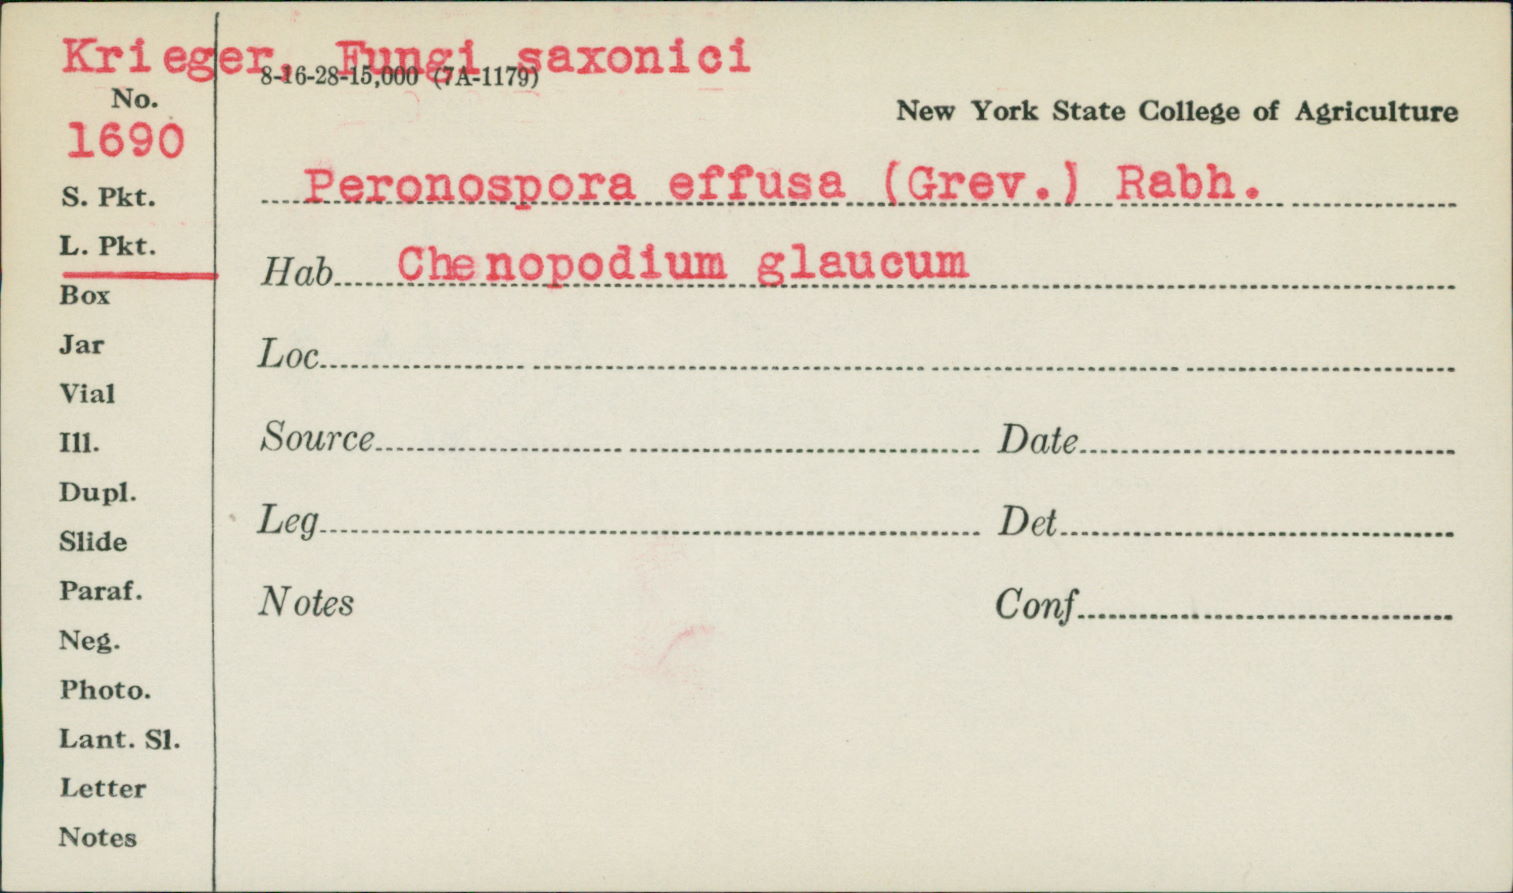 Krieger, Fungi saxonici
8-16-28-15,000 (7A-1179)
No.
New York State College of Agriculture
1690
Peronospora effusa (Grev.) Rabh.
S. Pkt.
L. Pkt.
Hab. Chenopodium glaucum
Box
Jar
Loc.
Vial
Ill.
Source Date
Dupl.
Slide
Leg. Det.
Paraf.
Notes Conf.
Neg.
Photo.
Lant. Sl.
Letter
Notes